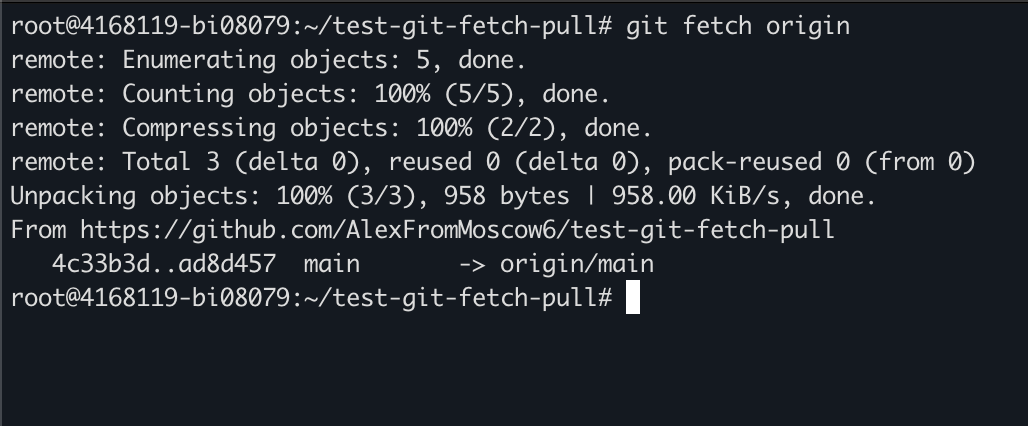 root@4168119-bi08079:~/test-git-fetch-pull# git fetch origin
remote: Enumerating objects: 5, done.
remote: Counting objects: 100% (5/5), done.
remote: Compressing objects: 100% (2/2), done.
remote: Total 3 (delta 0), reused 0 (delta 0), pack-reused 0 (from 0)
Unpacking objects: 100% (3/3), 958 bytes | 958.00 KiB/s, done.
From https://github.com/AlexFromMoscow6/test-git-fetch-pull
   4c33b3d..ad8d457  main       -> origin/main
root@4168119-bi08079:~/test-git-fetch-pull#